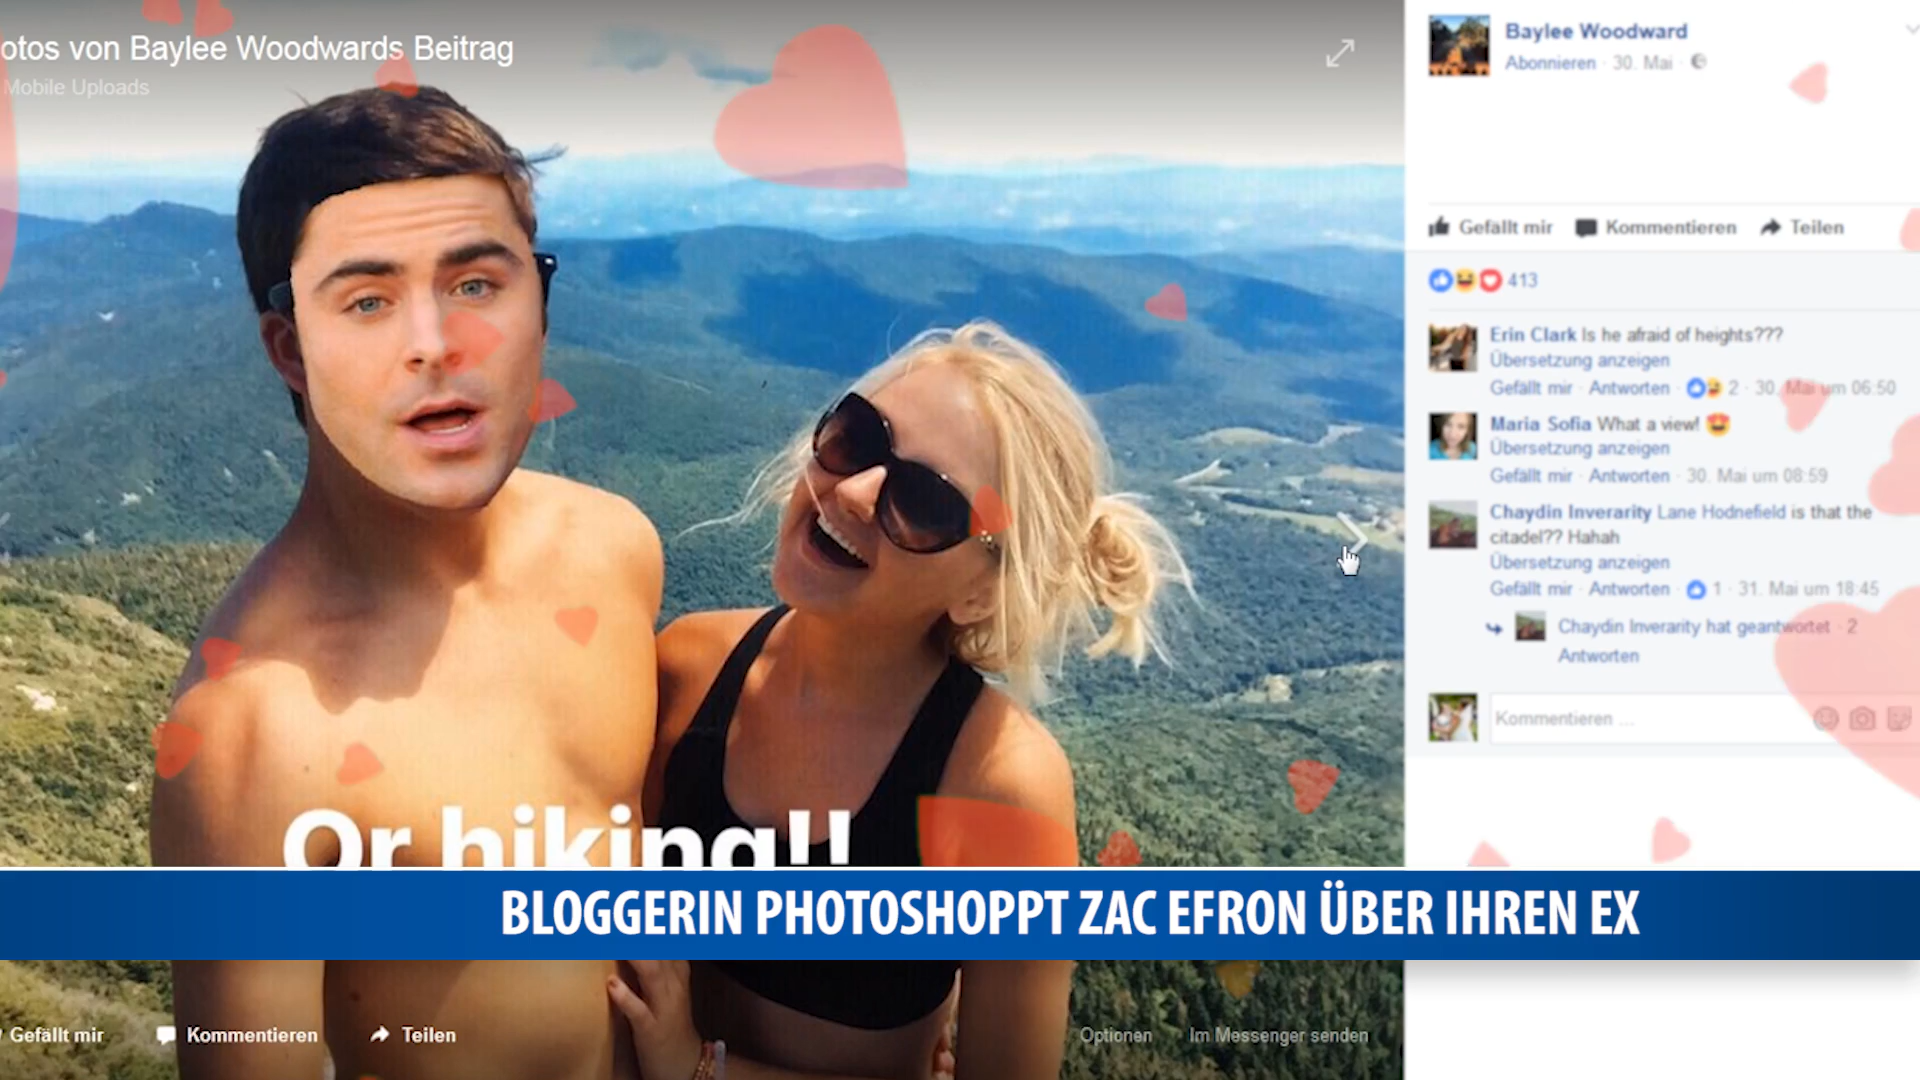 otos von Baylee Woodwards Beitrag
Mobile Uploads
Or hiking!!
Gefällt mir
Kommentieren
Teilen
Optionen
Im Messenger senden
Baylee Woodward
Abonnieren · 30. Mai ·
Gefällt mir Kommentieren Teilen
413
Erin Clark Is he afraid of heights???
Übersetzung anzeigen
Gefällt mir · Antworten · 2 · 30. Mai um 06:50
Maria Sofia What a view! 😍
Übersetzung anzeigen
Gefällt mir · Antworten · 30. Mai um 08:59
Chaydin Inverarity Lane Hodnefield is that the
citadel?? Hahah
Übersetzung anzeigen
Gefällt mir · Antworten · 1 · 31. Mai um 18:45
Chaydin Inverarity hat geantwortet · 2
Antworten
Kommentieren ...
BLOGGERIN PHOTOSHOPPT ZAC EFRON ÜBER IHREN EX